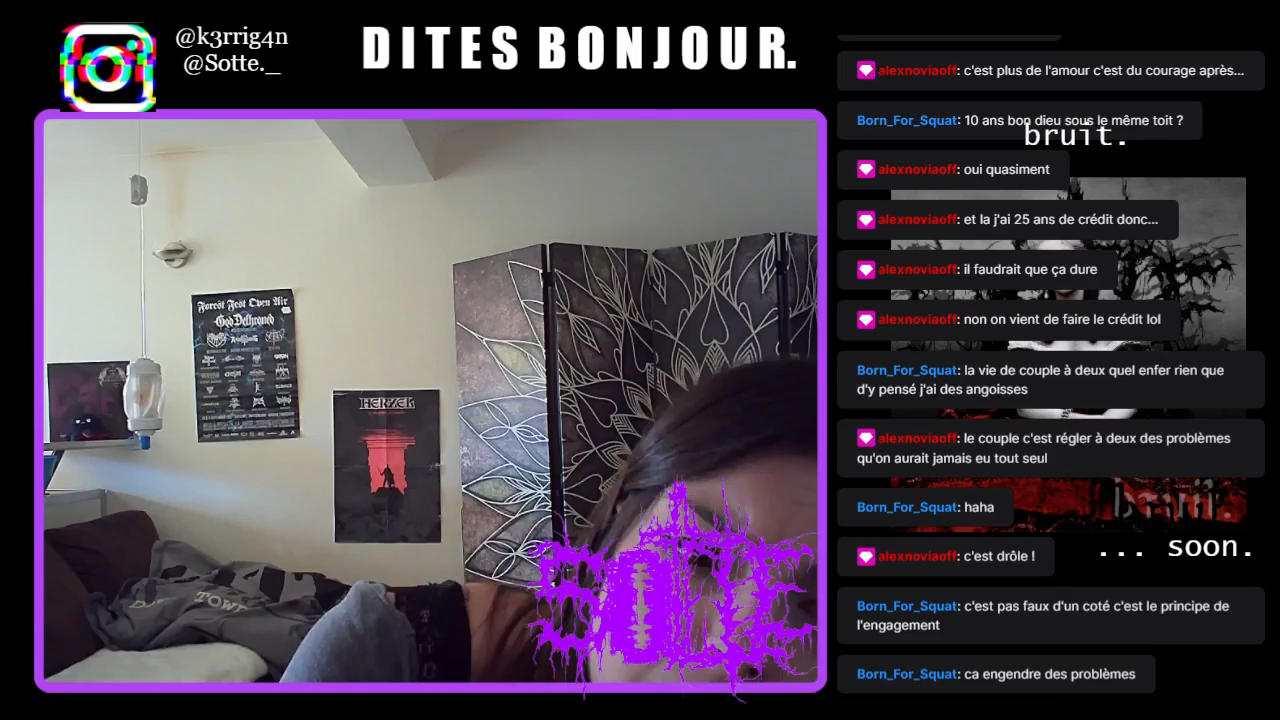 @k3rrig4n
@Sotte._
DITES BONJOUR.
alexnoviaoff: c'est plus de l'amour c'est du courage après...
Born_For_Squat: 10 ans bon dieu sous le même toit ?
bruit.
alexnoviaoff: oui quasiment
alexnoviaoff: et la j'ai 25 ans de crédit donc...
alexnoviaoff: il faudrait que ça dure
alexnoviaoff: non on vient de faire le crédit lol
Born_For_Squat: la vie de couple à deux quel enfer rien que
d'y pensé j'ai des angoisses
alexnoviaoff: le couple c'est régler à deux des problèmes
qu'on aurait jamais eu tout seul
Born_For_Squat: haha
bruit.
... soon.
alexnoviaoff: c'est drôle !
Born_For_Squat: c'est pas faux d'un coté c'est le principe de
l'engagement
Born_For_Squat: ca engendre des problèmes
Forest Fest Open Air
God Dethroned
HERZER
TOWN